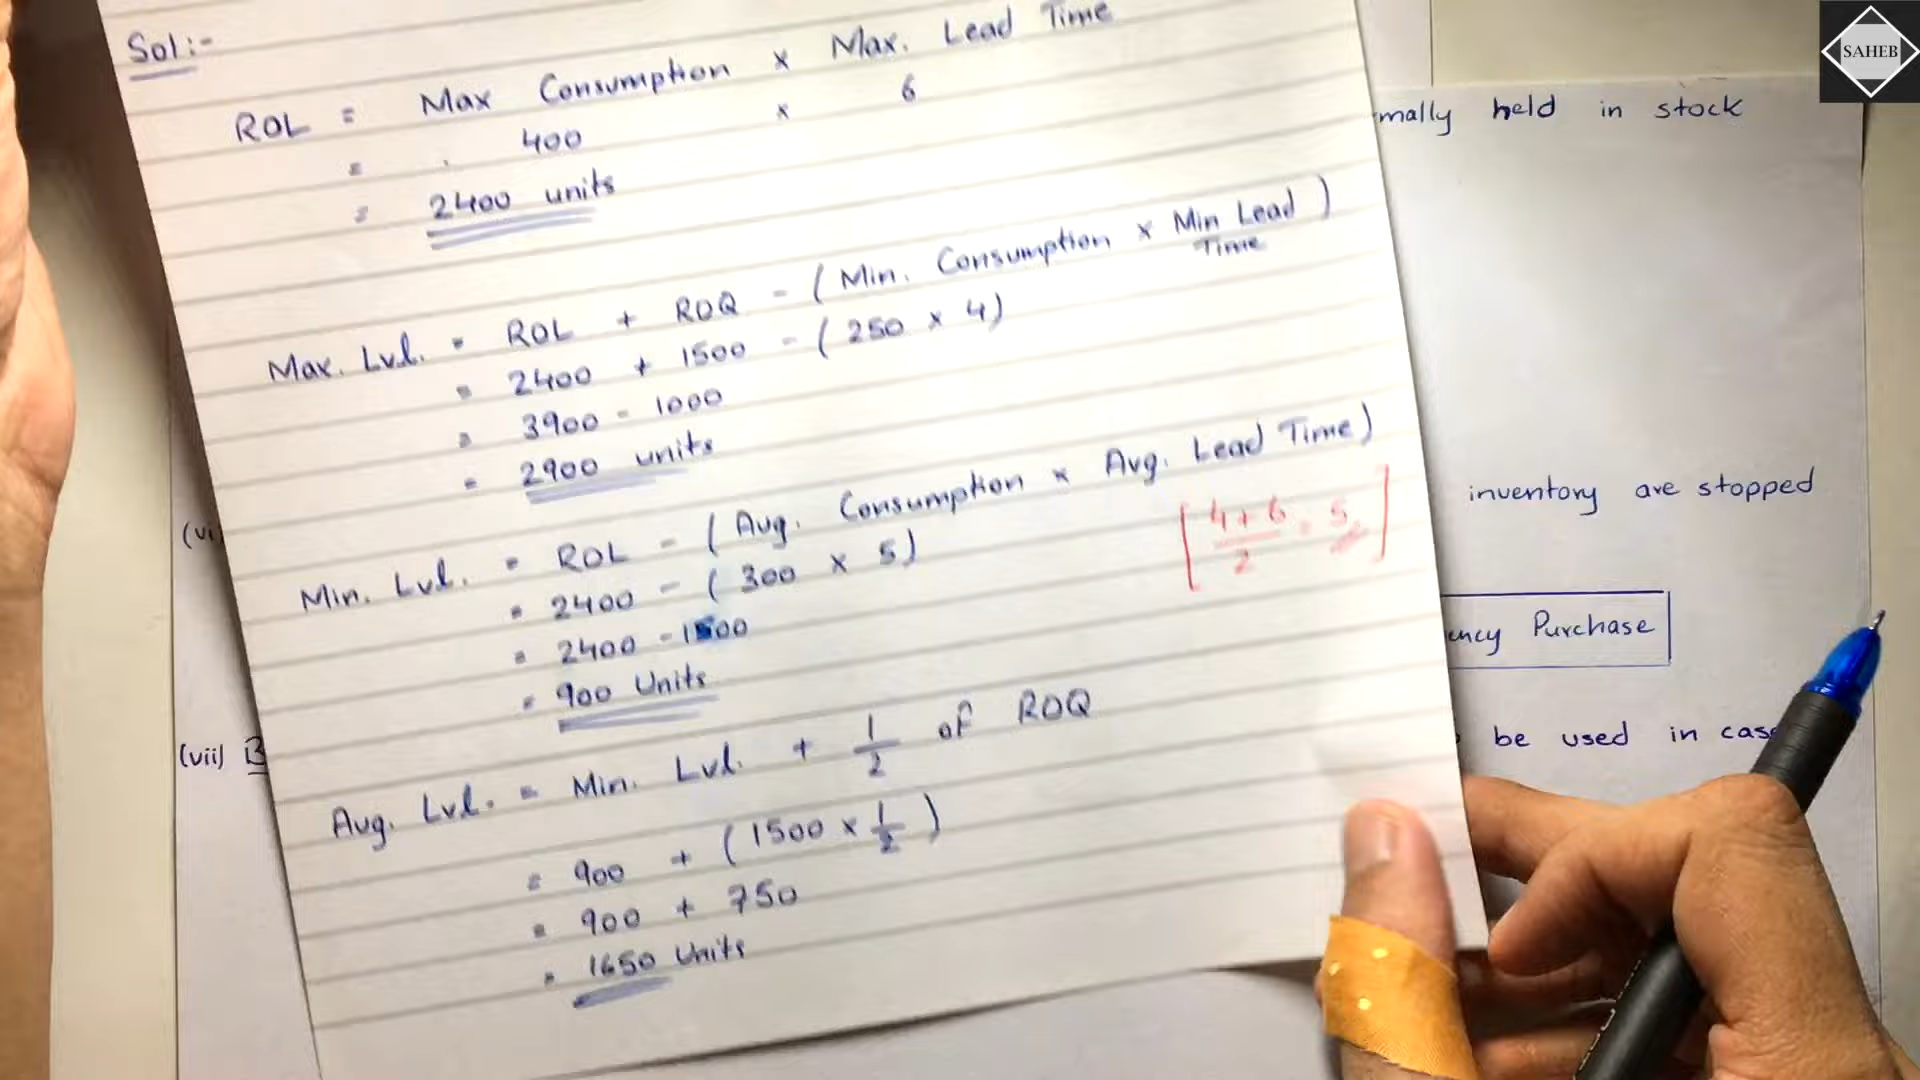 Sol:-
ROL = Max Consumption x Max. Lead Time
= 400 x 6
= 2400 units
Max. Lvl. = ROL + ROQ - (Min. Consumption x Min Lead Time)
= 2400 + 1500 - (250 x 4)
= 3900 - 1000
= 2900 units
Min. Lvl. = ROL - (Avg. Consumption x Avg. Lead Time)
= 2400 - (300 x 5) [4+6/2 = 5]
= 2400 - 1500
= 900 Units
Avg. Lvl. = Min. Lvl. + 1/2 of ROQ
= 900 + (1500 x 1/2)
= 900 + 750
= 1650 Units
SAHEB
held in stock
inventory are stopped
(vi)
Purchase
(vii)
be used in case